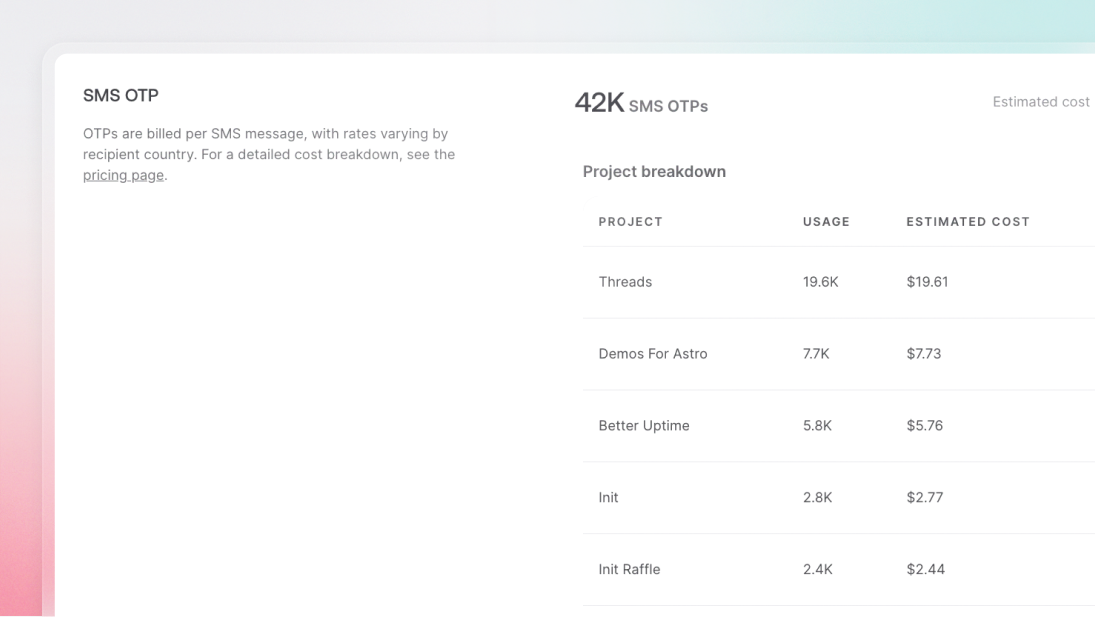 SMS OTP
OTPs are billed per SMS message, with rates varying by
recipient country. For a detailed cost breakdown, see the
pricing page.
42K SMS OTPs
Estimated cost
Project breakdown
PROJECT USAGE ESTIMATED COST
Threads 19.6K $19.61
Demos For Astro 7.7K $7.73
Better Uptime 5.8K $5.76
Init 2.8K $2.77
Init Raffle 2.4K $2.44